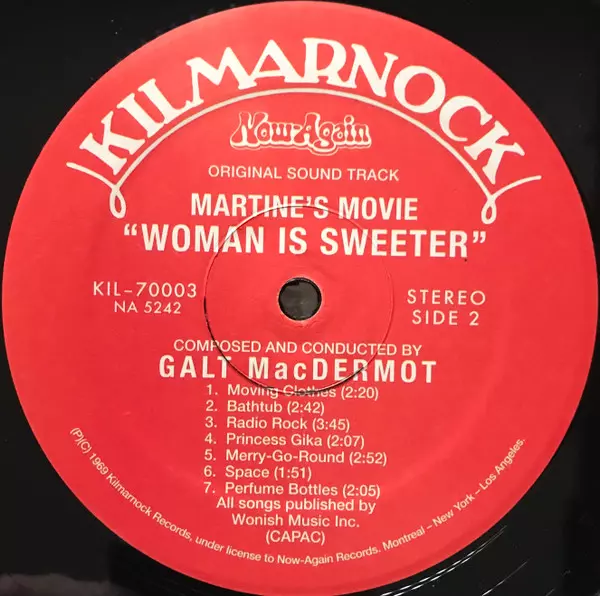 KILMARNOCK
Now-Again
ORIGINAL SOUND TRACK
MARTINE'S MOVIE
"WOMAN IS SWEETER"
KIL-70003
NA 5242
STEREO
SIDE 2
COMPOSED AND CONDUCTED BY
GALT MacDERMOT
1. Moving Clothes (2:20)
2. Bathtub (2:42)
3. Radio Rock (3:45)
4. Princess Gika (2:07)
5. Merry-Go-Round (2:52)
6. Space (1:51)
7. Perfume Bottles (2:05)
All songs published by
Wonish Music Inc.
(CAPAC)
(P)(C) 1969 Kilmarnock Records, under license to Now-Again Records. Montreal – New York – Los Angeles.